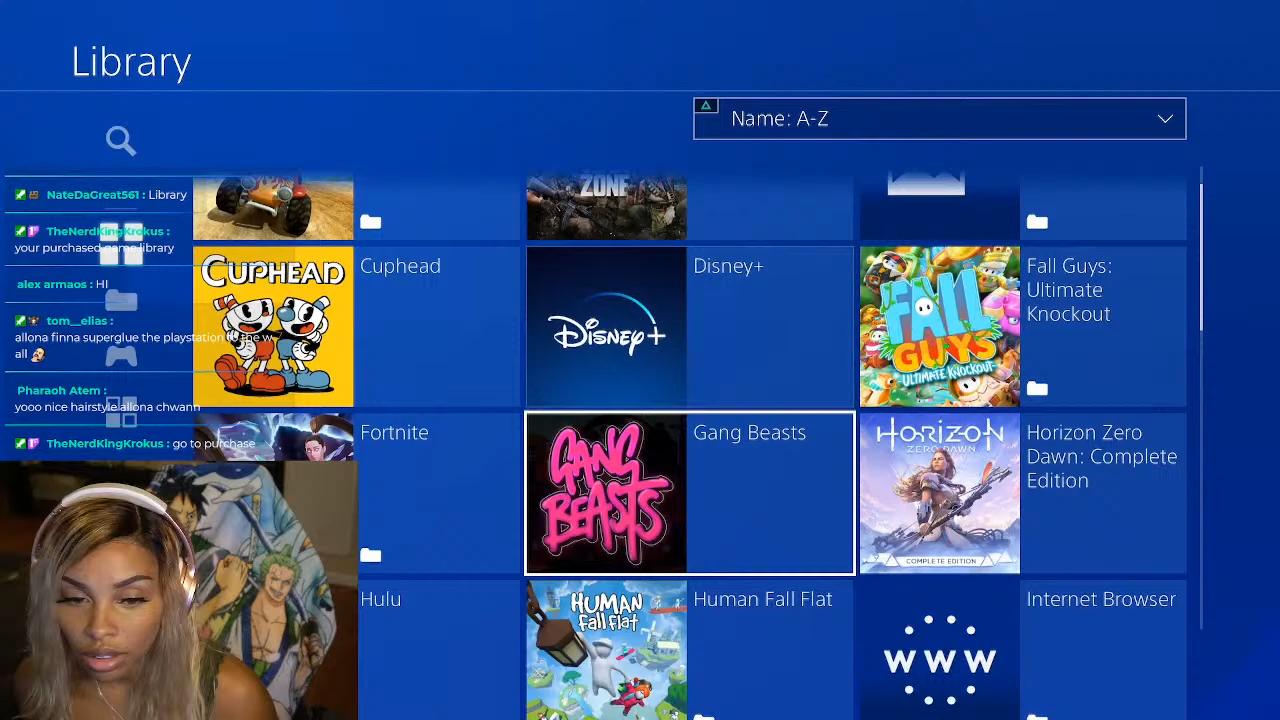 Library
Name: A-Z
NateDaGreat561 : Library
TheNerdKingKrokus :
your purchased game library
alex armaos : HI
tom__elias :
allona finna superglue the playstation to the w
all
Pharaoh Atem :
yooo nice hairstyle allona chwann
TheNerdKingKrokus : go to purchase
ZONE
CUPHEAD
Cuphead
Disney+
Disney+
FALL
GUYS
ULTIMATE KNOCKOUT
Fall Guys:
Ultimate
Knockout
Fortnite
GANG
BEASTS
Gang Beasts
HORIZON
ZERO DAWN
COMPLETE EDITION
Horizon Zero
Dawn: Complete
Edition
Hulu
HUMAN
fall flat
Human Fall Flat
WWW
Internet Browser